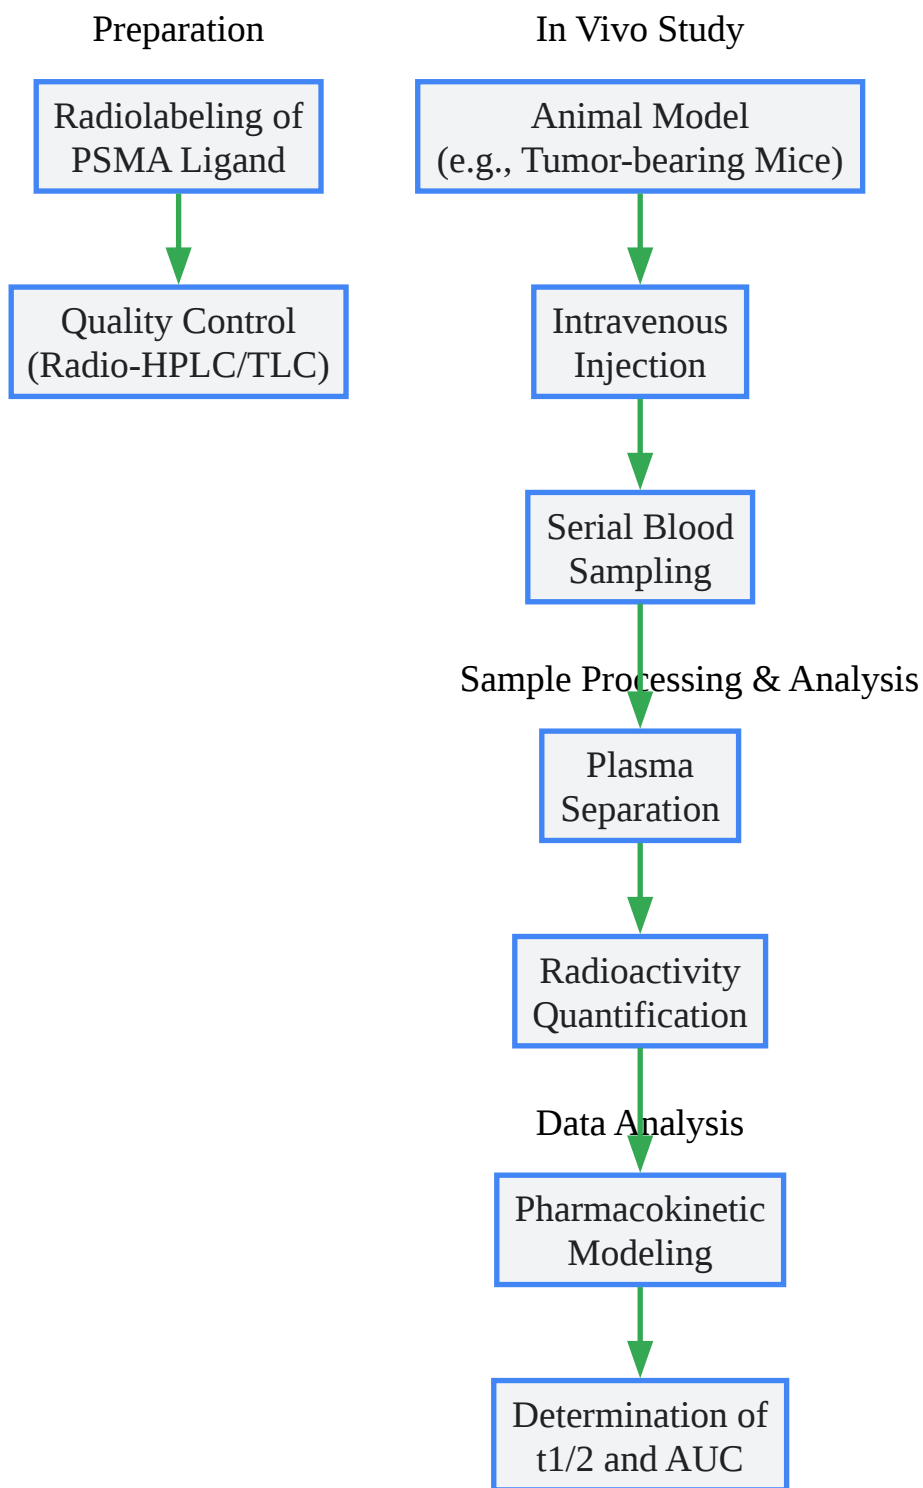 Preparation
Radiolabeling of
PSMA Ligand
Quality Control
(Radio-HPLC/TLC)
In Vivo Study
Animal Model
(e.g., Tumor-bearing Mice)
Intravenous
Injection
Serial Blood
Sampling
Sample Processing & Analysis
Plasma
Separation
Radioactivity
Quantification
Data Analysis
Pharmacokinetic
Modeling
Determination of
t1/2 and AUC